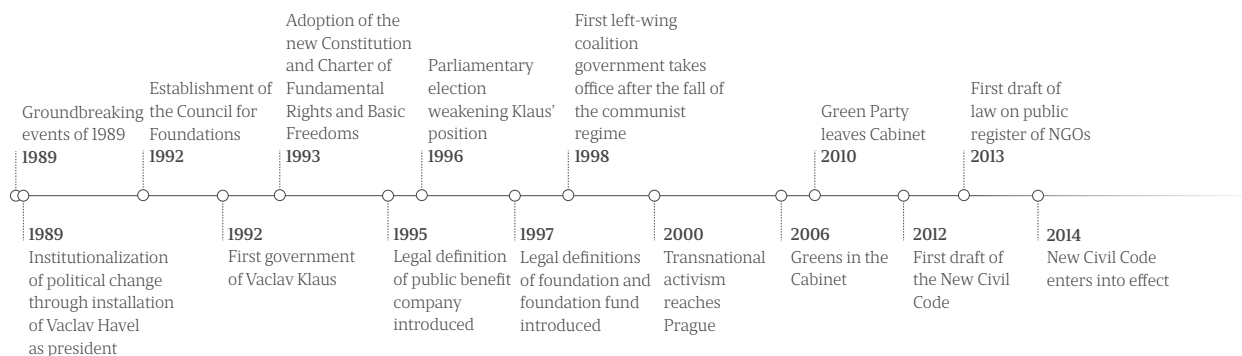 Groundbreaking
events of 1989
1989
1989
Institutionalization
of political change
through installation
of Vaclav Havel
as president
Establishment of
the Council for
Foundations
1992
1992
First government
of Vaclav Klaus
Adoption of the
new Constitution
and Charter of
Fundamental
Rights and Basic
Freedoms
1993
1995
Legal definition
of public benefit
company
introduced
Parliamentary
election
weakening Klaus’
position
1996
1997
Legal definitions
of foundation and
foundation fund
introduced
First left-wing
coalition
government takes
office after the fall of
the communist
regime
1998
2000
Transnational
activism
reaches
Prague
2006
Greens in the
Cabinet
Green Party
leaves Cabinet
2010
2012
First draft of
the New Civil
Code
First draft of
law on public
register of NGOs
2013
2014
New Civil Code
enters into effect